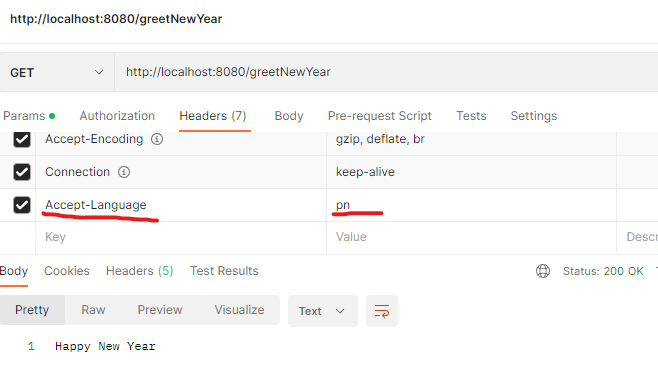 http://localhost:8080/greetNewYear
GET http://localhost:8080/greetNewYear
Params Authorization Headers (7) Body Pre-request Script Tests Settings
Accept-Encoding gzip, deflate, br
Connection keep-alive
Accept-Language pn
Key Value Descr
Body Cookies Headers (5) Test Results Status: 200 OK
Pretty Raw Preview Visualize Text
1 Happy New Year